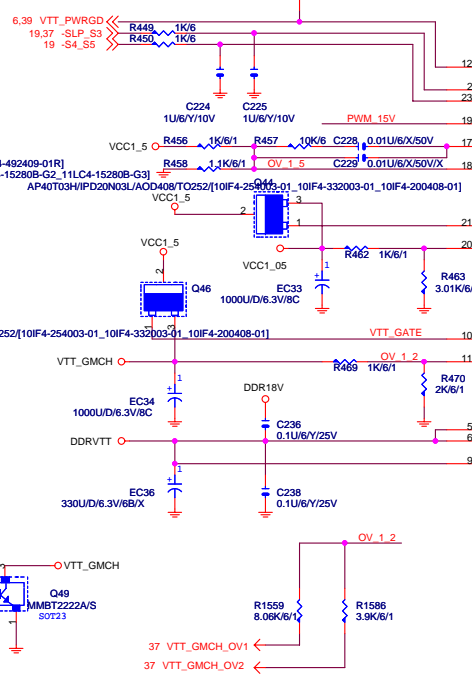 6,39 VTT_PWRGD
19,37 -SLP_S3
19 -S4_S5
R449 1K/6
R450 1K/6
C224
1U/6/Y/10V
C225
1U/6/Y/10V
12
2
23
PWM_15V 19
VCC1_5 R456 1K/6/1 R457 10K/6 C228 0.01U/6/X/50V 17
R458 1.1K/6/1 OV_1_5 C229 0.01U/6/X/50V/X 18
4-492409-01R]
-15280B-G2_11LC4-15280B-G3]
AP40T03H/IPD20N03L/AOD408/TO252/[10IF4-254003-01_10IF4-332003-01_10IF4-200408-01]
VCC1_5
2 3
1 21
20
VCC1_05
R462 1K/6/1
1
EC33
1000U/D/6.3V/8C
R463
3.01K/6/
VCC1_5
2
Q46
1 3
252/[10IF4-254003-01_10IF4-332003-01_10IF4-200408-01]
VTT_GATE 10
VTT_GMCH
R469 1K/6/1 OV_1_2 11
1
EC34
1000U/D/6.3V/8C
R470
2K/6/1
DDR18V
C236
0.1U/6/Y/25V
DDRVTT
5
6
9
1
EC36
330U/D/6.3V/6B/X
C238
0.1U/6/Y/25V
OV_1_2
3 VTT_GMCH
Q49
MMBT2222A/S
SOT23
1
R1559
8.06K/6/1
R1586
3.9K/6/1
37 VTT_GMCH_OV1
37 VTT_GMCH_OV2